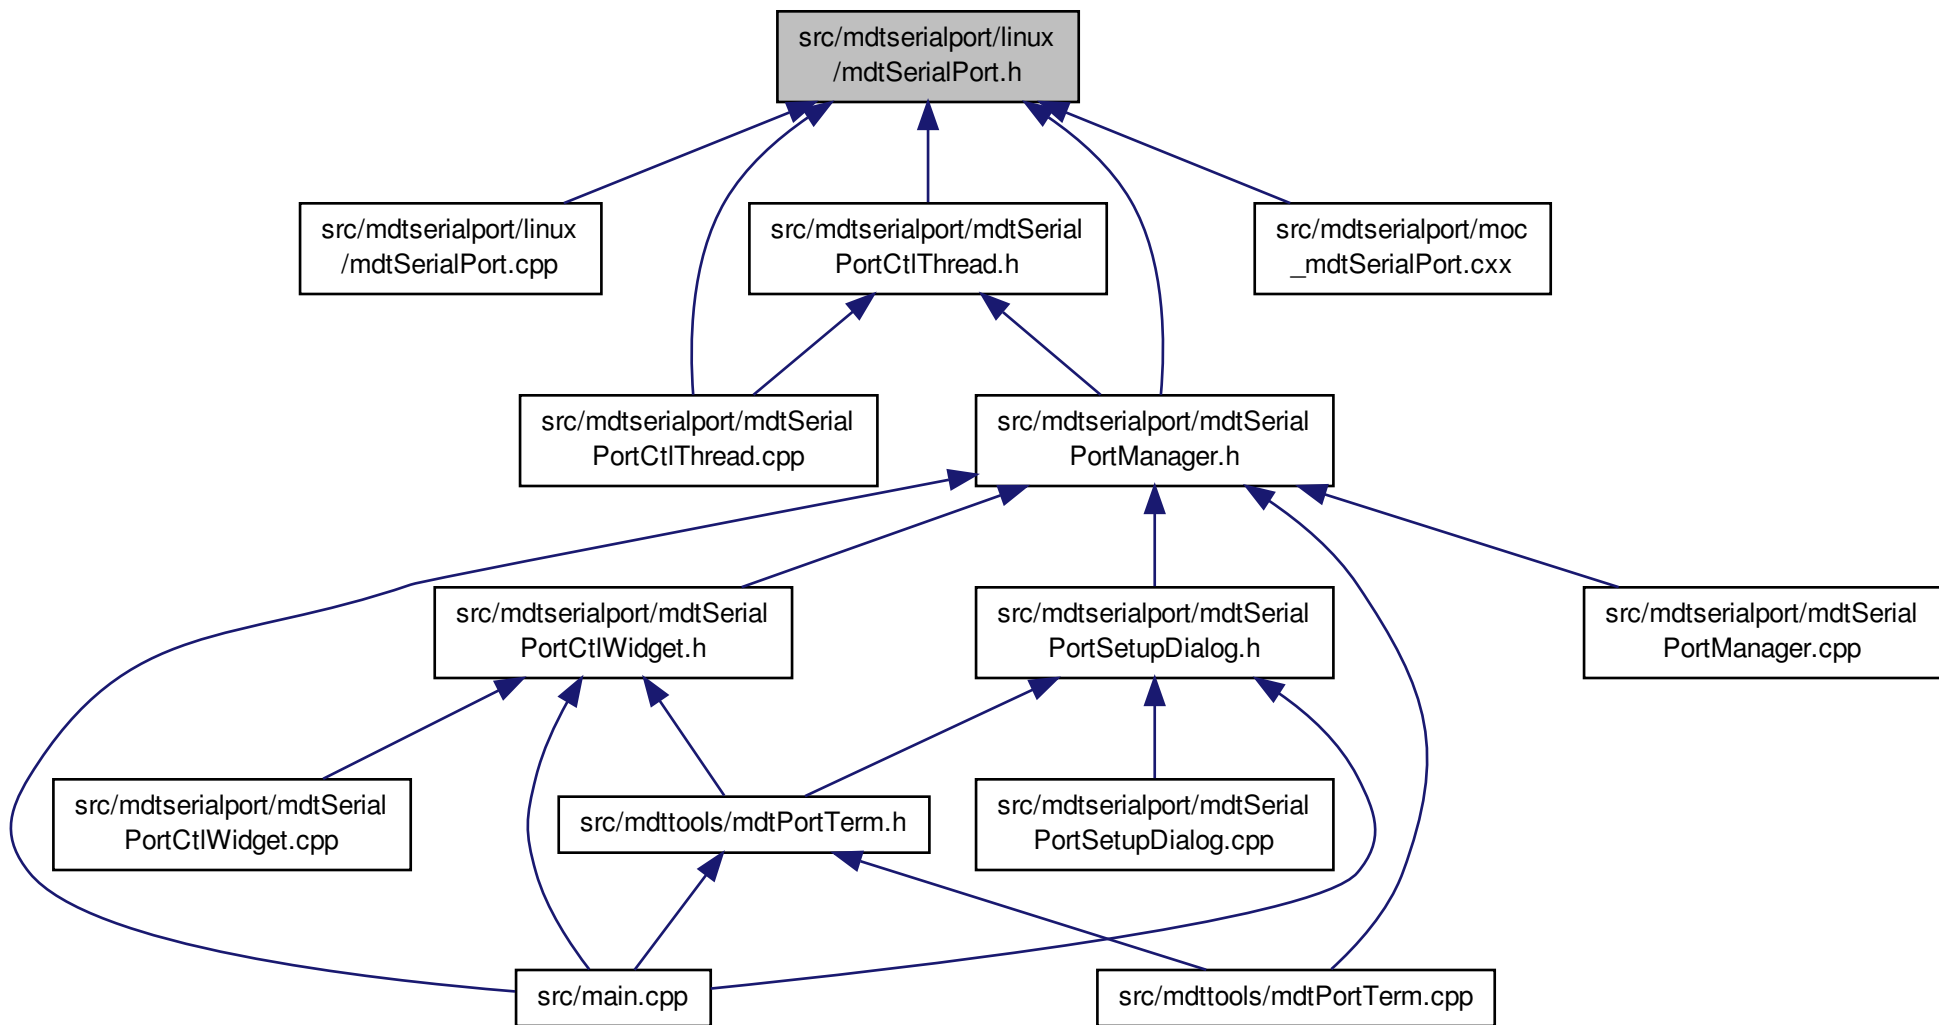 src/mdtserialport/linux
/mdtSerialPort.h
src/mdtserialport/linux
/mdtSerialPort.cpp
src/mdtserialport/mdtSerial
PortCtlThread.h
src/mdtserialport/moc
_mdtSerialPort.cxx
src/mdtserialport/mdtSerial
PortCtlThread.cpp
src/mdtserialport/mdtSerial
PortManager.h
src/mdtserialport/mdtSerial
PortCtlWidget.h
src/mdtserialport/mdtSerial
PortSetupDialog.h
src/mdtserialport/mdtSerial
PortManager.cpp
src/mdtserialport/mdtSerial
PortCtlWidget.cpp
src/mdttools/mdtPortTerm.h
src/mdtserialport/mdtSerial
PortSetupDialog.cpp
src/main.cpp
src/mdttools/mdtPortTerm.cpp